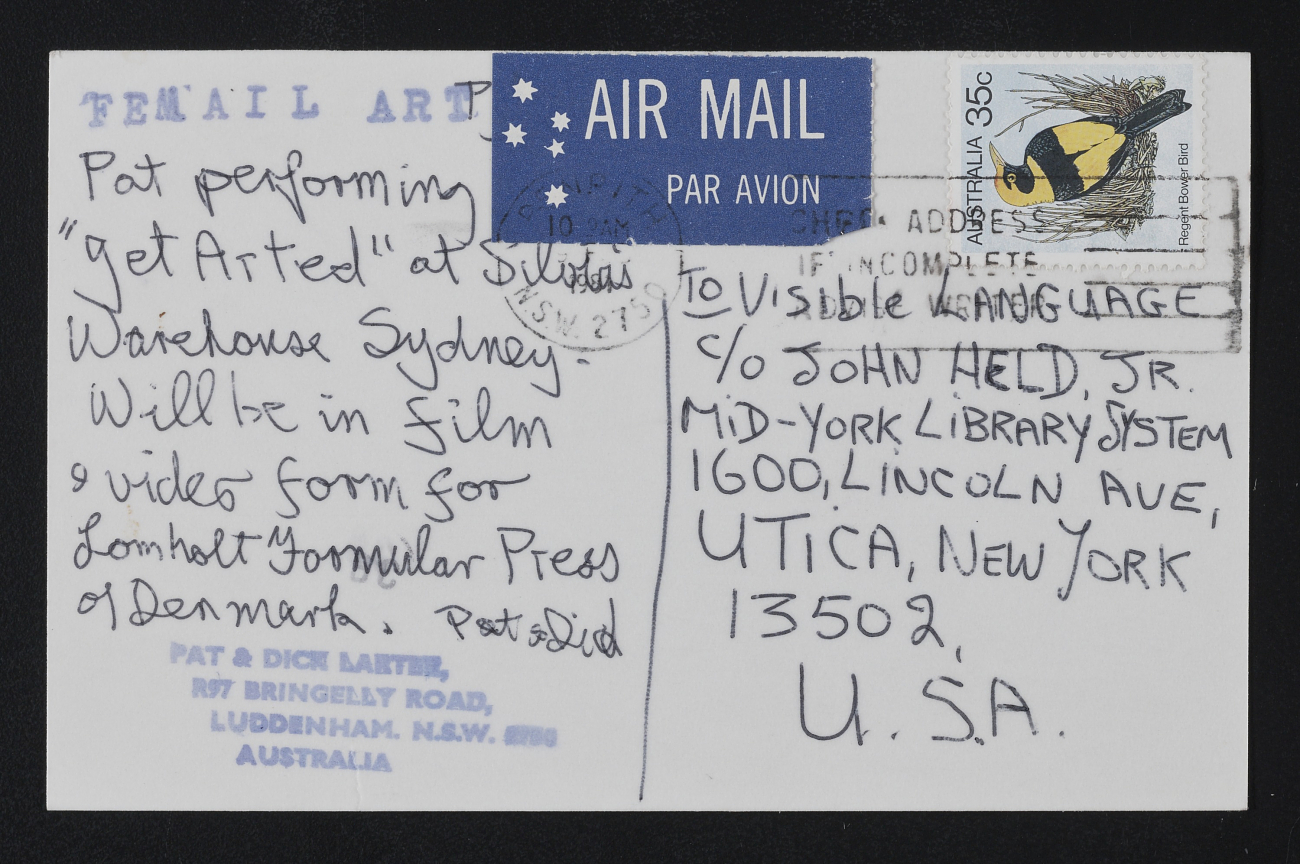 FEMAIL ART
Pat performing
"get Arted" at
Warehouse Sydney.
Will be in film
& video form for
Lomholt Formular Press
of Denmark. Pat & Dick
PAT & DICK LARTER,
R97 BRINGELLY ROAD,
LUDDENHAM. N.S.W.
AUSTRALIA
AIR MAIL
PAR AVION
10
N.S.W. 2750
ADDRESS
IF INCOMPLETE
AUSTRALIA 35c
Regent Bower Bird
To Visible LANGUAGE
c/o JOHN HELD, JR.
MID-YORK LIBRARY SYSTEM
1600, LINCOLN AVE,
UTICA, NEW YORK
13502,
U.S.A.